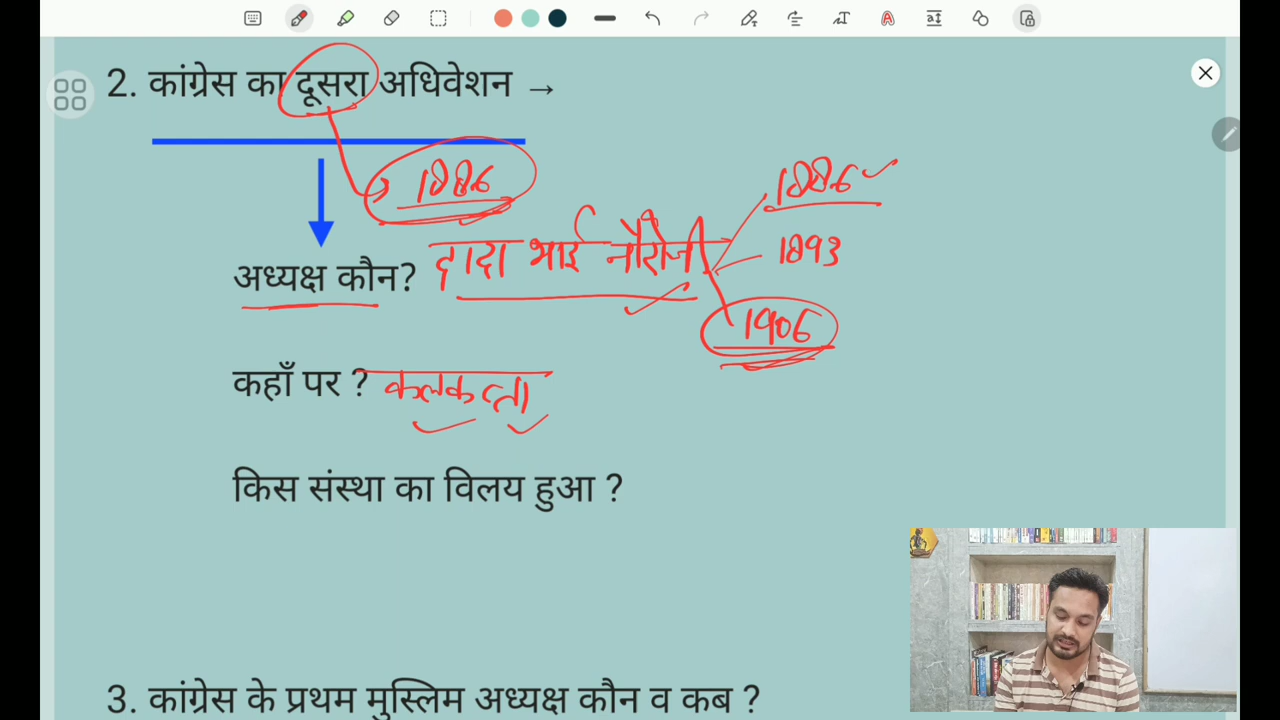 2. कांग्रेस का दूसरा अधिवेशन →
1886
1886
अध्यक्ष कौन? दादा भाई नौरोजी
1893
1906
कहाँ पर ? कलकत्ता
किस संस्था का विलय हुआ ?
3. कांग्रेस के प्रथम मुस्लिम अध्यक्ष कौन व कब ?